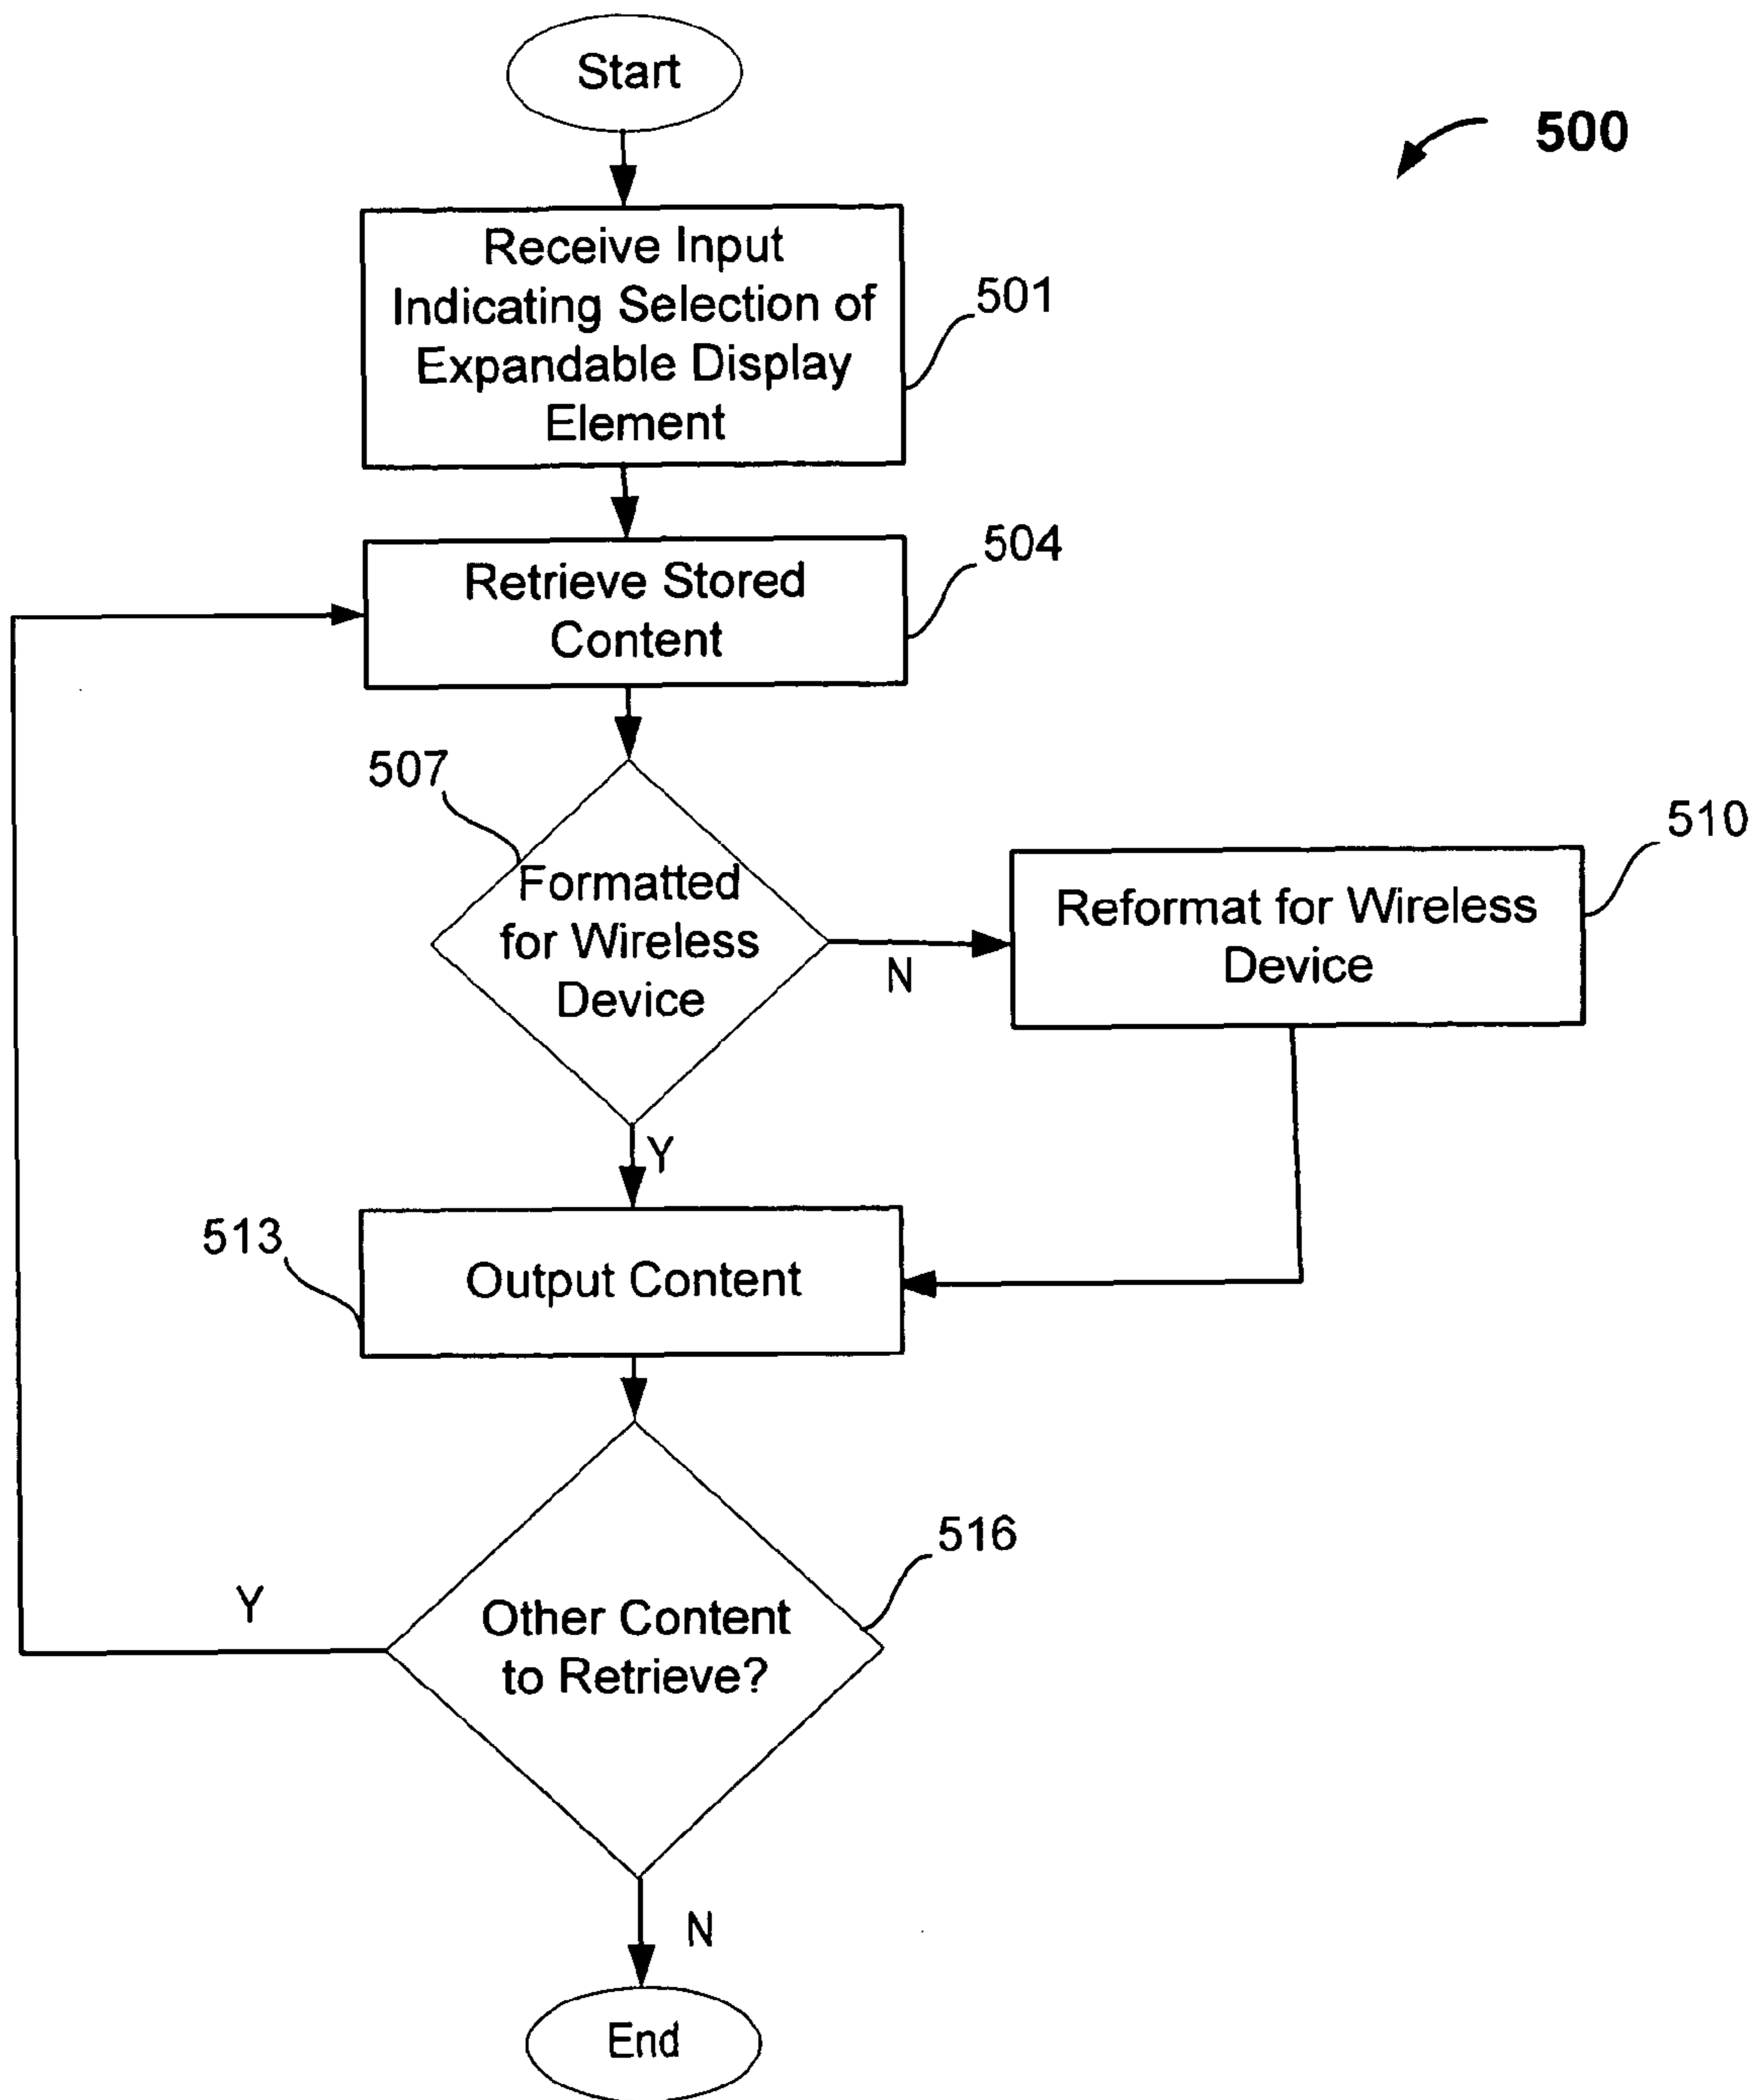 Start
500
Receive Input
Indicating Selection of
Expandable Display
Element
501
Retrieve Stored
Content
504
507
Formatted
for Wireless
Device
N
Reformat for Wireless
Device
510
Y
513
Output Content
516
Other Content
to Retrieve?
Y
N
End